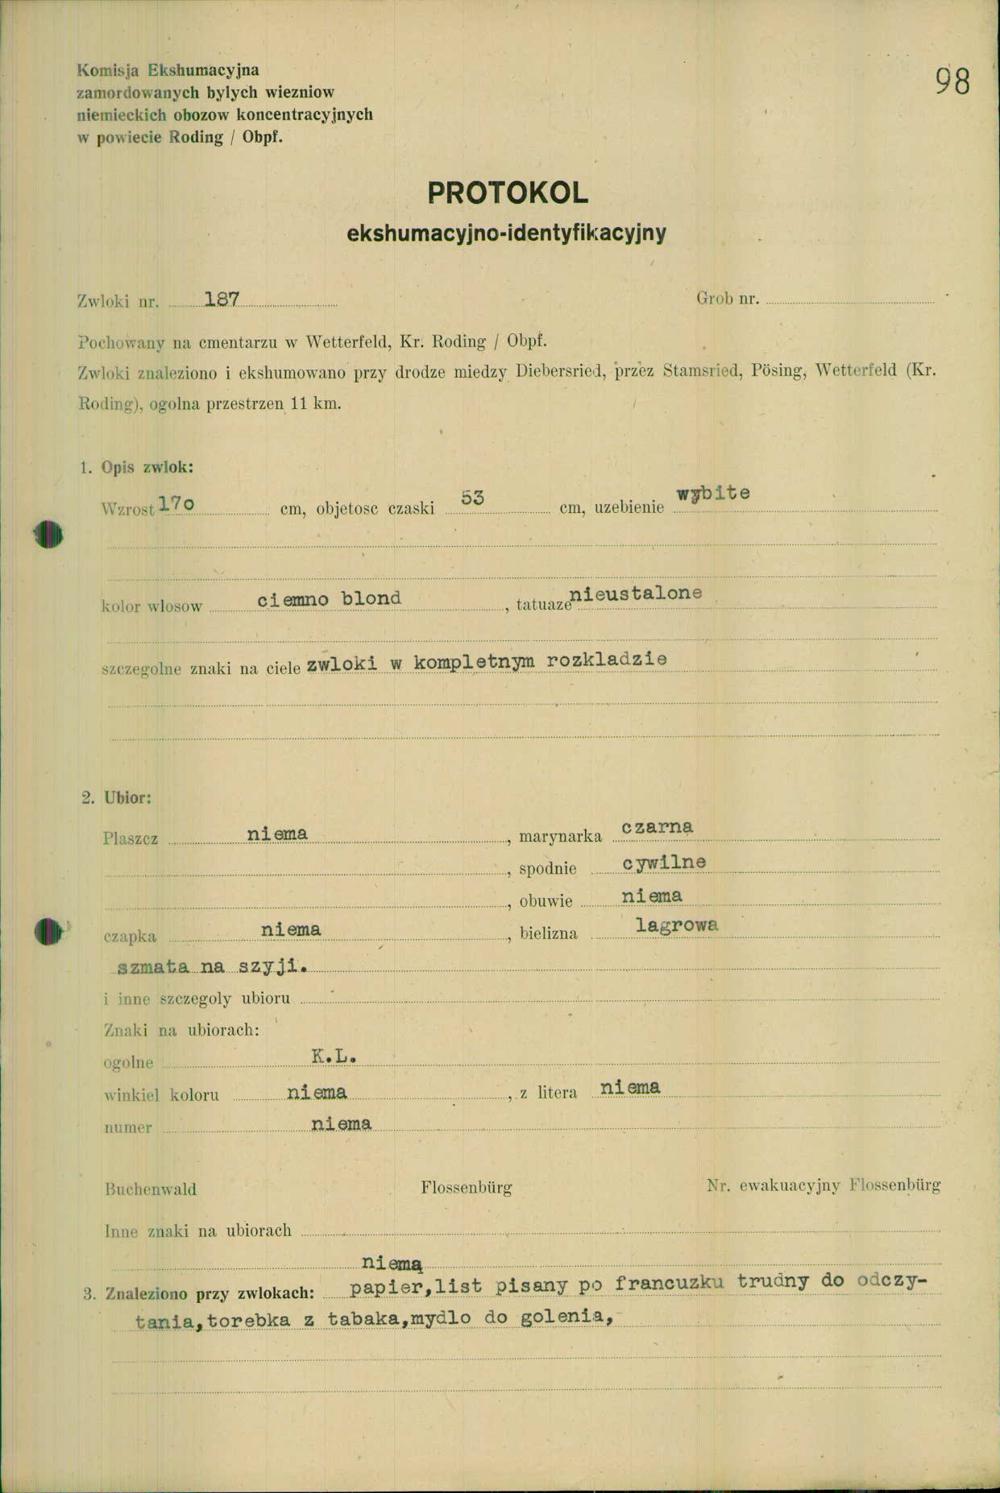 98
Komisja Ekshumacyjna
zamordowanych bylych wiezniow
niemieckich obozow koncentracyjnych
w powiecie Roding / Obpf.
PROTOKOL
ekshumacyjno-identyfikacyjny
Zwloki nr. 187 Grob nr.
Pochowany na cmentarzu w Wetterfeld, Kr. Roding / Obpf.
Zwloki znaleziono i ekshumowano przy drodze miedzy Diebersried, przez Stamsried, Pösing, Wetterfeld (Kr.
Roding), ogolna przestrzen 11 km.
1. Opis zwlok:
Wzrost 17o cm, objetosc czaski 53 cm, uzebienie wybite
kolor wlosow ciemno blond, tatuaze nieustalone
szczegolne znaki na ciele zwloki w kompletnym rozkladzie
2. Ubior:
Plaszcz niema, marynarka czarna
, spodnie cywilne
, obuwie niema
czapka niema, bielizna lagrowa
szmata na szyji.
i inne szczegoly ubioru
Znaki na ubiorach:
ogolne K.L.
winkiel koloru niema, z litera niema
numer niema
Buchenwald Flossenbürg Nr. ewakuacyjny Flossenbürg
Inne znaki na ubiorach
niemą
3. Znaleziono przy zwlokach: papier,list pisany po francuzku trudny do odczy-
tania,torebka z tabaka,mydlo do golenia,